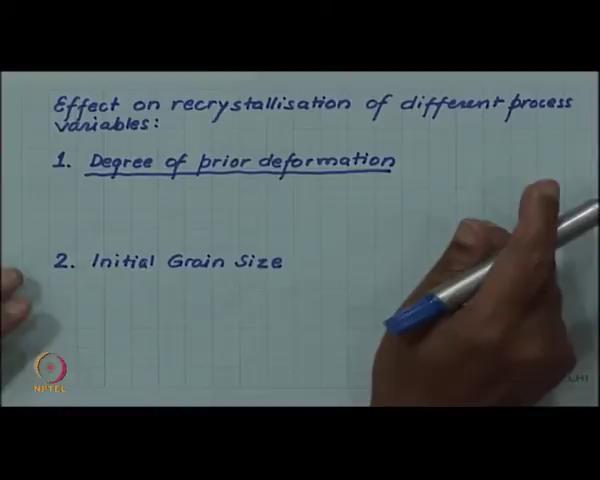 Effect on recrystallisation of different process
variables:
1. Degree of prior deformation
2. Initial Grain Size
NPTEL